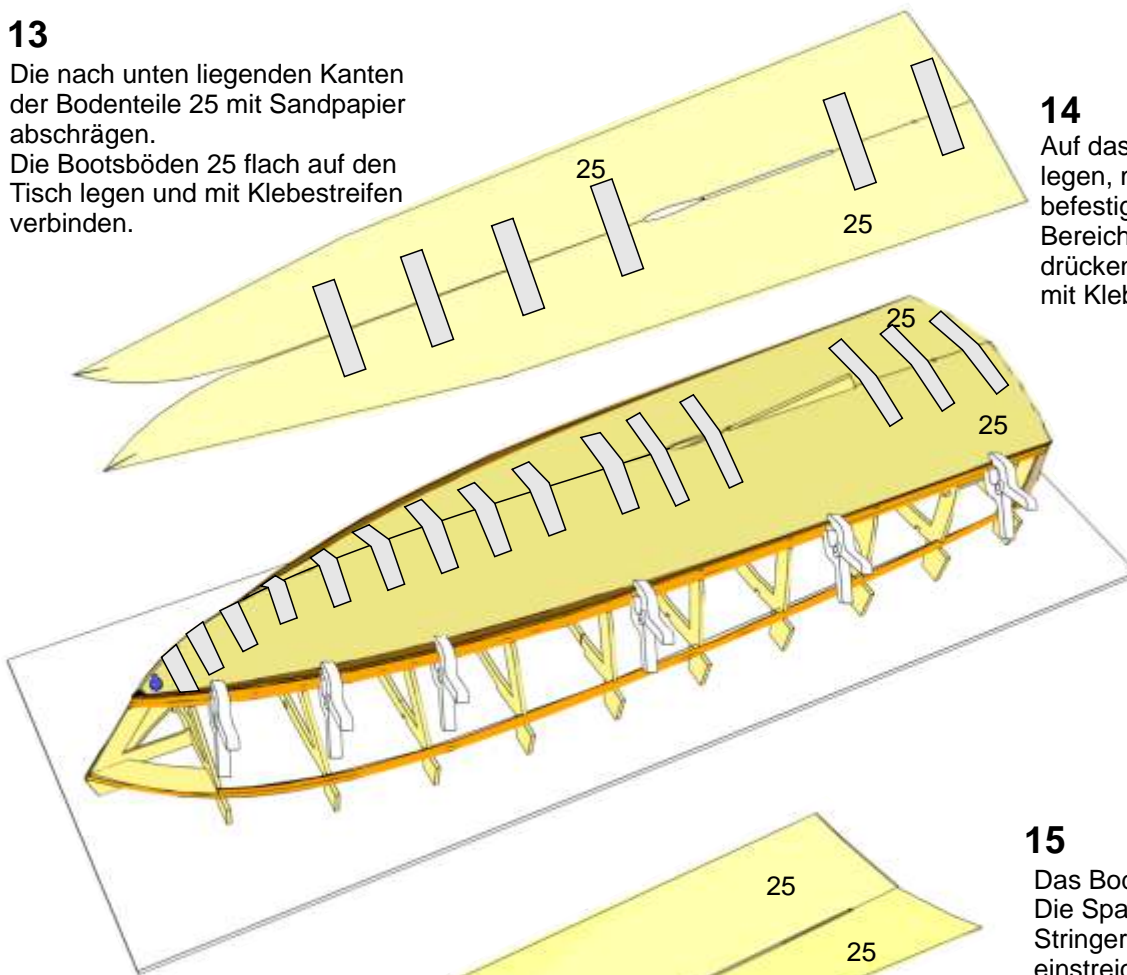 13
Die nach unten liegenden Kanten
der Bodenteile 25 mit Sandpapier
abschrägen.
Die Bootsböden 25 flach auf den
Tisch legen und mit Klebestreifen
verbinden.
25
25
14
Auf das
legen,
befestig
Bereich
drücken
mit Kleb
25
25
15
Das Boo
Die Spa
Stringer
einstreic
25
25